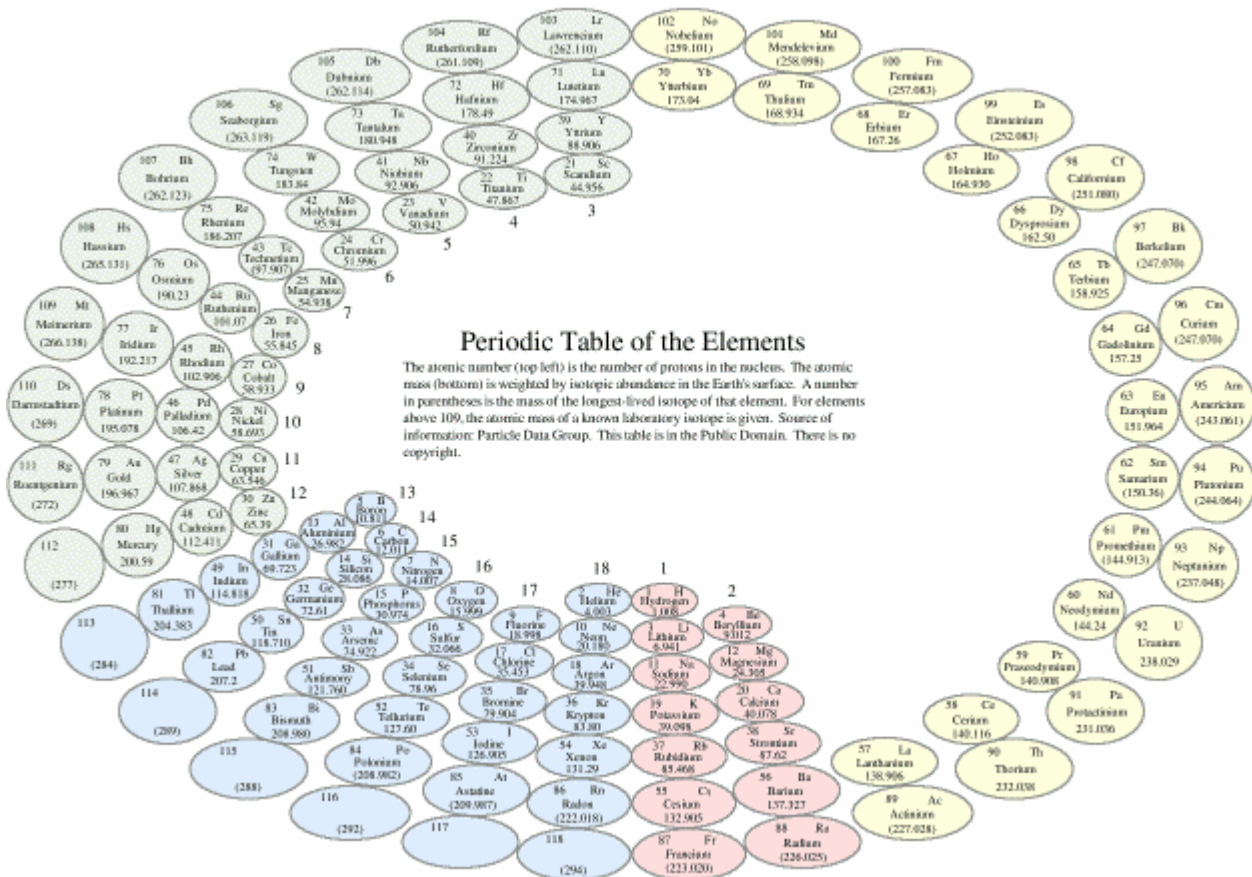 Periodic Table of the Elements
The atomic number (top left) is the number of protons in the nucleus. The atomic
mass (bottom) is weighted by isotopic abundance in the Earth's surface. A number
in parentheses is the mass of the longest-lived isotope of that element. For elements
above 109, the atomic mass of a known laboratory isotope is given. Source of
information: Particle Data Group. This table is in the Public Domain. There is no
copyright.
1
1 H
Hydrogen
1.008
3 Li
Lithium
6.941
11 Na
Sodium
22.990
19 K
Potassium
39.098
37 Rb
Rubidium
85.468
55 Cs
Cesium
132.905
87 Fr
Francium
(223.020)
2
4 Be
Beryllium
9.012
12 Mg
Magnesium
24.305
20 Ca
Calcium
40.078
38 Sr
Strontium
87.62
56 Ba
Barium
137.327
88 Ra
Radium
(226.025)
57 La
Lanthanum
138.906
89 Ac
Actinium
(227.028)
58 Ce
Cerium
140.116
90 Th
Thorium
232.038
59 Pr
Praseodymium
140.908
91 Pa
Protactinium
231.036
60 Nd
Neodymium
144.24
92 U
Uranium
238.029
61 Pm
Promethium
(144.913)
93 Np
Neptunium
(237.048)
62 Sm
Samarium
(150.36)
94 Pu
Plutonium
(244.064)
63 Eu
Europium
151.964
95 Am
Americium
(243.061)
64 Gd
Gadolinium
157.25
96 Cm
Curium
(247.070)
65 Tb
Terbium
158.925
97 Bk
Berkelium
(247.070)
66 Dy
Dysprosium
162.50
98 Cf
Californium
(251.080)
67 Ho
Holmium
164.930
99 Es
Einsteinium
(252.083)
68 Er
Erbium
167.26
100 Fm
Fermium
(257.083)
69 Tm
Thulium
168.934
101 Md
Mendelevium
(258.098)
70 Yb
Ytterbium
173.04
102 No
Nobelium
(259.101)
3
21 Sc
Scandium
44.956
39 Y
Yttrium
88.906
71 Lu
Lutetium
174.967
103 Lr
Lawrencium
(262.110)
4
22 Ti
Titanium
47.867
40 Zr
Zirconium
91.224
72 Hf
Hafnium
178.49
104 Rf
Rutherfordium
(261.109)
5
23 V
Vanadium
50.942
41 Nb
Niobium
92.906
73 Ta
Tantalum
180.948
105 Db
Dubnium
(262.114)
6
24 Cr
Chromium
51.996
42 Mo
Molybdium
95.94
74 W
Tungsten
183.84
106 Sg
Seaborgium
(263.119)
7
25 Mn
Manganese
54.938
43 Tc
Technetium
(97.907)
75 Re
Rhenium
186.207
107 Bh
Bohrium
(262.123)
8
26 Fe
Iron
55.845
44 Ru
Ruthenium
101.07
76 Os
Osmium
190.23
108 Hs
Hassium
(265.131)
9
27 Co
Cobalt
58.933
45 Rh
Rhodium
102.906
77 Ir
Iridium
192.217
109 Mt
Meitnerium
(266.138)
10
28 Ni
Nickel
58.693
46 Pd
Palladium
106.42
78 Pt
Platinum
195.078
110 Ds
Darmstadtium
(269)
11
29 Cu
Copper
63.546
47 Ag
Silver
107.868
79 Au
Gold
196.967
111 Rg
Roentgenium
(272)
12
30 Zn
Zinc
65.39
48 Cd
Cadmium
112.411
80 Hg
Mercury
200.59
112
(277)
13
5 B
Boron
10.811
13 Al
Aluminium
26.982
31 Ga
Gallium
69.723
49 In
Indium
114.818
81 Tl
Thallium
204.383
113
(284)
14
6 C
Carbon
12.011
14 Si
Silicon
28.086
32 Ge
Germanium
72.61
50 Sn
Tin
118.710
82 Pb
Lead
207.2
114
(289)
15
7 N
Nitrogen
14.007
15 P
Phosphorus
30.974
33 As
74.922
51 Sb
Antimony
121.760
83 Bi
Bismuth
208.980
115
(288)
16
8 O
Oxygen
15.999
16 S
Sulfur
32.066
34 Se
Selenium
78.96
52 Te
Tellurium
127.60
84 Po
Polonium
(208.982)
116
(292)
17
9 F
Fluorine
18.998
17 Cl
Chlorine
35.453
35 Br
Bromine
79.904
53 I
Iodine
126.905
85 At
Astatine
(209.987)
117
18
2 He
Helium
4.003
10 Ne
Neon
20.180
18 Ar
Argon
39.948
36 Kr
Krypton
83.80
54 Xe
Xenon
131.29
86 Rn
Radon
(222.018)
118
(294)